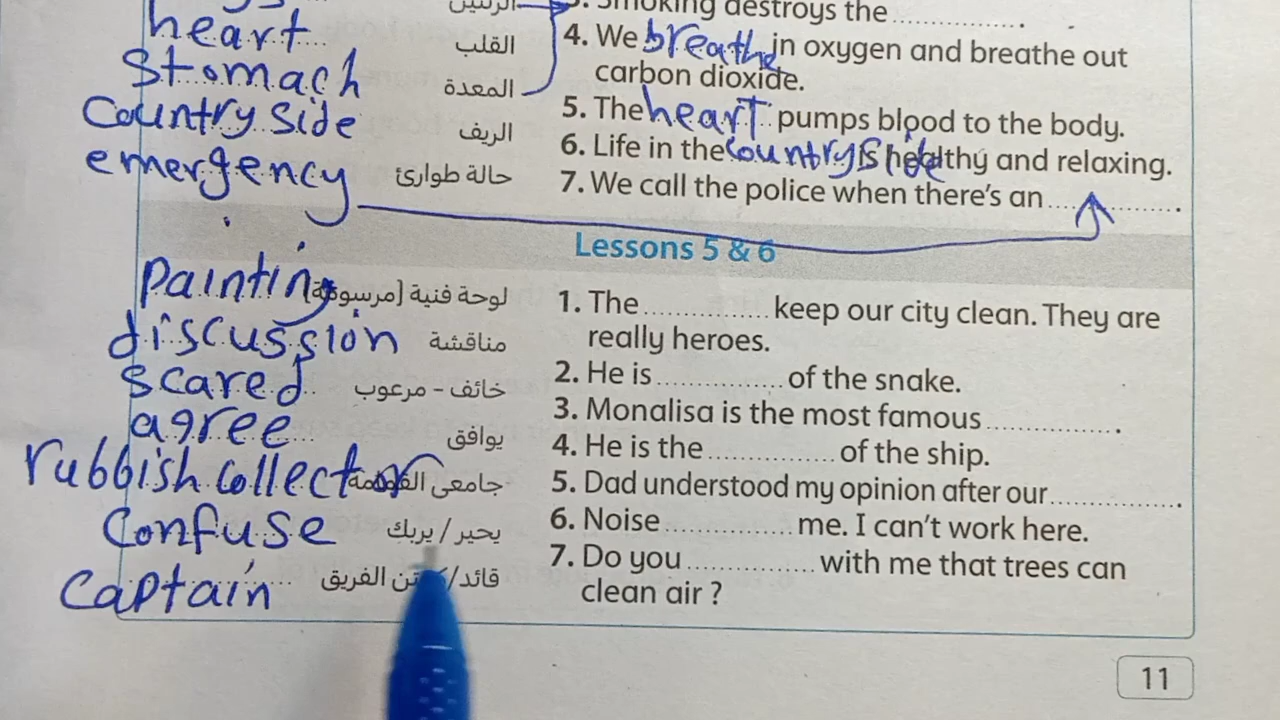 heart القلب
stomach المعدة
Countryside الريف
emergency حالة طوارئ
destroys the .
4. We breathe in oxygen and breathe out
carbon dioxide.
5. The heart pumps blood to the body.
6. Life in the countryside is healthy and relaxing.
7. We call the police when there's an .
Lessons 5 & 6
painting لوحة فنية (مرسومة)
discussion مناقشة
scared خائف - مرعوب
agree يوافق
rubbish collector جامعى القمامة
confuse يحير / يربك
captain قائد/ الفريق
1. The keep our city clean. They are
really heroes.
2. He is of the snake.
3. Monalisa is the most famous .
4. He is the of the ship.
5. Dad understood my opinion after our .
6. Noise me. I can't work here.
7. Do you with me that trees can
clean air ?
11